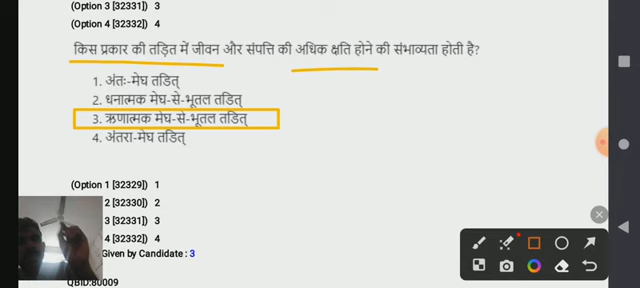 (Option 3 [32331]) 3
(Option 4 [32332]) 4
किस प्रकार की तड़ित में जीवन और संपत्ति की अधिक क्षति होने की संभाव्यता होती है?
1. अंतः-मेघ तडित्
2. धनात्मक मेघ-से-भूतल तडित्
3. ऋणात्मक मेघ-से-भूतल तडित्
4. अंतरा-मेघ तडित्
(Option 1 [32329]) 1
2 [32330]) 2
3 [32331]) 3
4 [32332]) 4
Given by Candidate : 3
QBID:80009